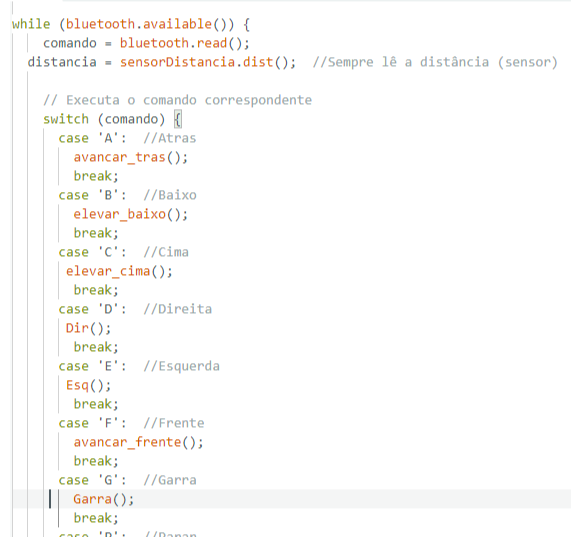 while (bluetooth.available()) {
comando = bluetooth.read();
distancia = sensorDistancia.dist();  //Sempre lê a distância (sensor)
// Executa o comando correspondente
switch (comando) {
case 'A':  //Atras
avancar_tras();
break;
case 'B':  //Baixo
elevar_baixo();
break;
case 'C':  //Cima
elevar_cima();
break;
case 'D':  //Direita
Dir();
break;
case 'E':  //Esquerda
Esq();
break;
case 'F':  //Frente
avancar_frente();
break;
case 'G':  //Garra
Garra();
break;
case